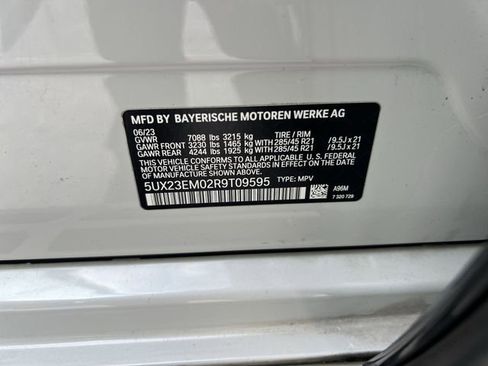 MFD BY BAYERISCHE MOTOREN WERKE AG
06/23 TIRE / RIM
GVWR 7088 lbs 3215 kg
GAWR FRONT 3230 lbs 1465 kg WITH 285/45 R21 /9.5J x 21
GAWR REAR 4244 lbs 1925 kg WITH 285/45 R21 /9.5J x 21
THIS VEHICLE CONFORMS TO ALL APPLICABLE U. S. FEDERAL
MOTOR VEHICLE SAFETY STANDARDS IN EFFECT ON THE
DATE OF MANUFACTURE SHOWN ABOVE.
5UX23EM02R9T09595 TYPE: MPV
A96M
7 320 729